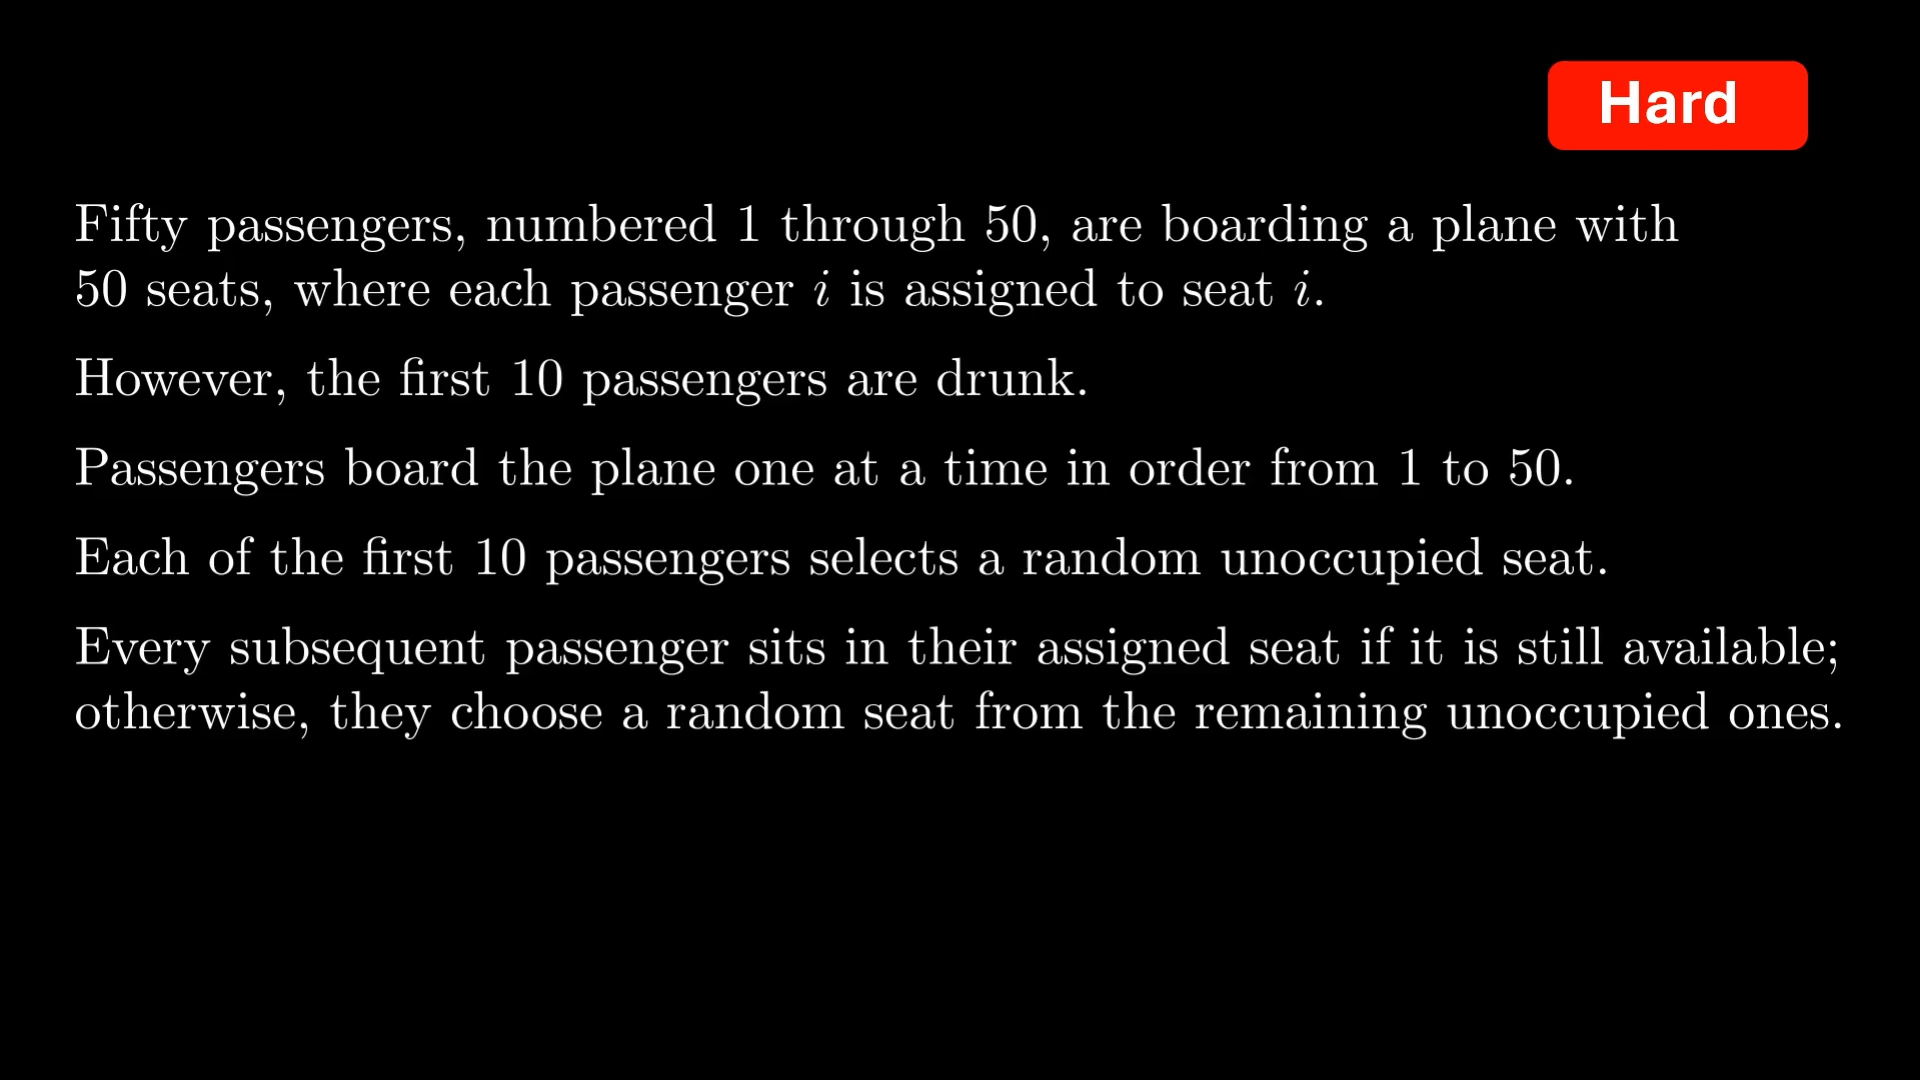 Hard
Fifty passengers, numbered 1 through 50, are boarding a plane with
50 seats, where each passenger i is assigned to seat i.
However, the first 10 passengers are drunk.
Passengers board the plane one at a time in order from 1 to 50.
Each of the first 10 passengers selects a random unoccupied seat.
Every subsequent passenger sits in their assigned seat if it is still available;
otherwise, they choose a random seat from the remaining unoccupied ones.